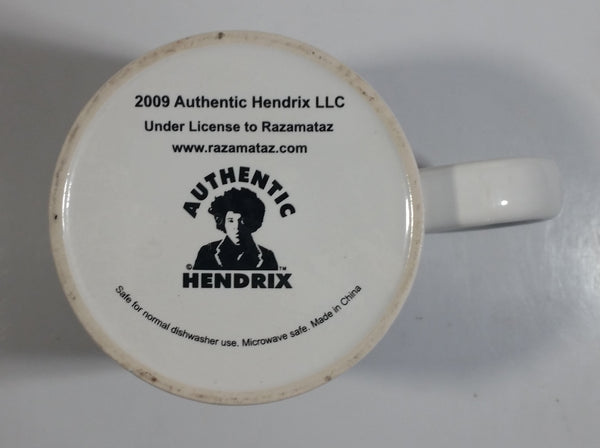 2009 Authentic Hendrix LLC
Under License to Razamataz
www.razamataz.com
AUTHENTIC
© HENDRIX ™
Safe for normal dishwasher use. Microwave safe. Made in China